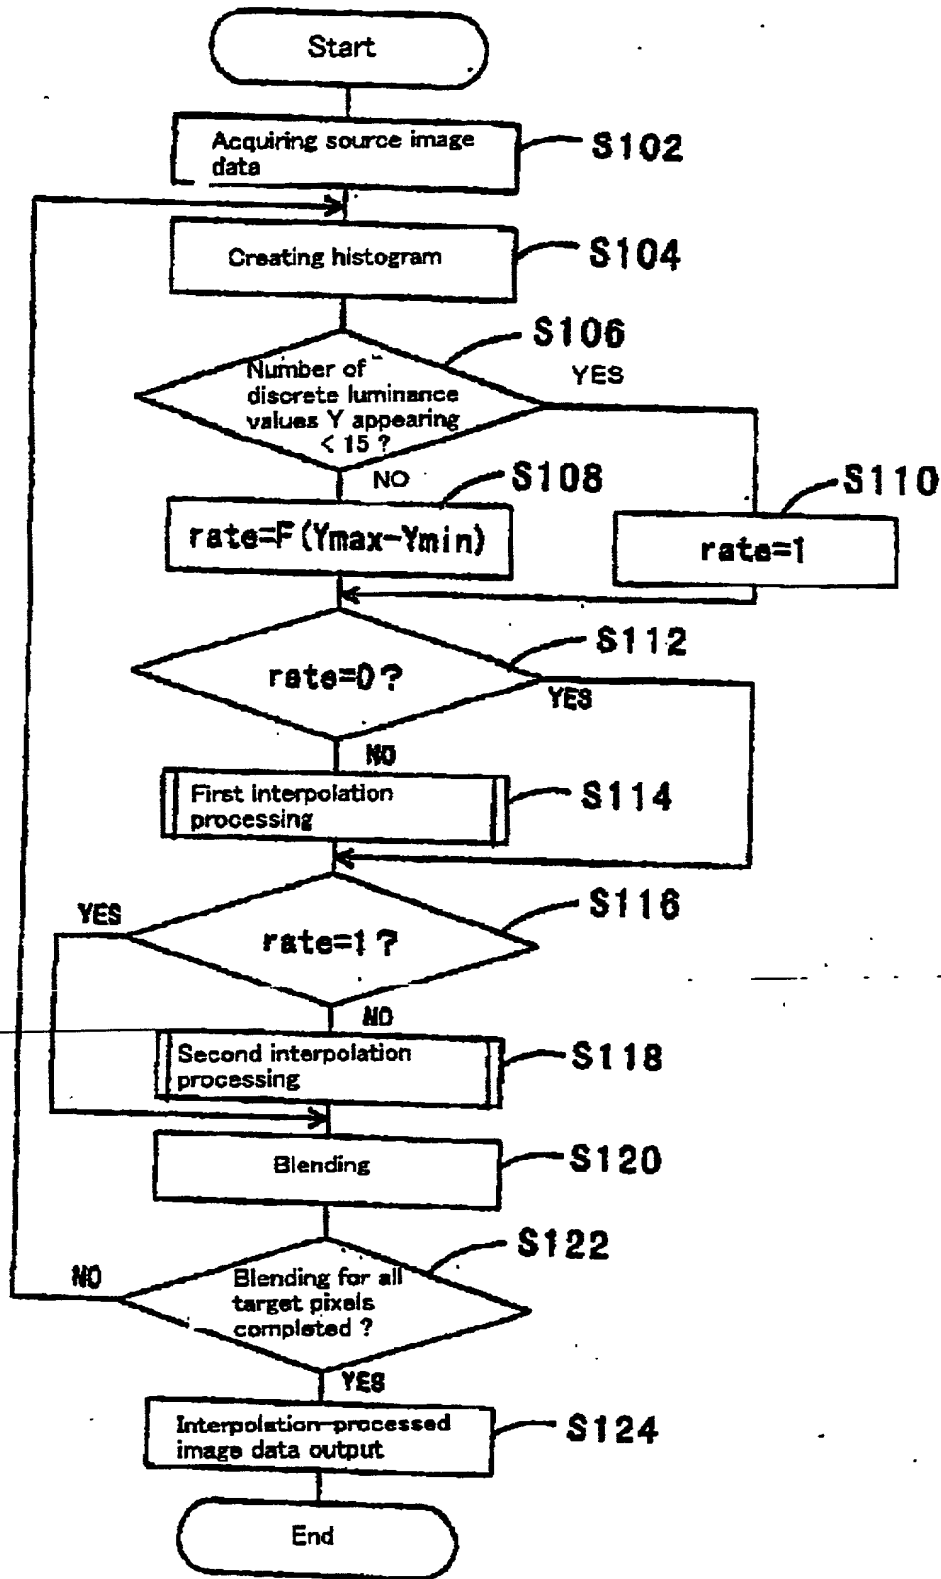 Start
Acquiring source image
data
S102
Creating histogram
S104
S106
Number of
discrete luminance
values Y appearing
< 15 ?
YES
NO
S108
rate=F(Ymax-Ymin)
S110
rate=1
S112
rate=0?
YES
NO
First interpolation
processing
S114
S116
YES
rate=1?
NO
Second interpolation
processing
S118
Blending
S120
S122
NO
Blending for all
target pixels
completed ?
YES
Interpolation-processed
image data output
S124
End